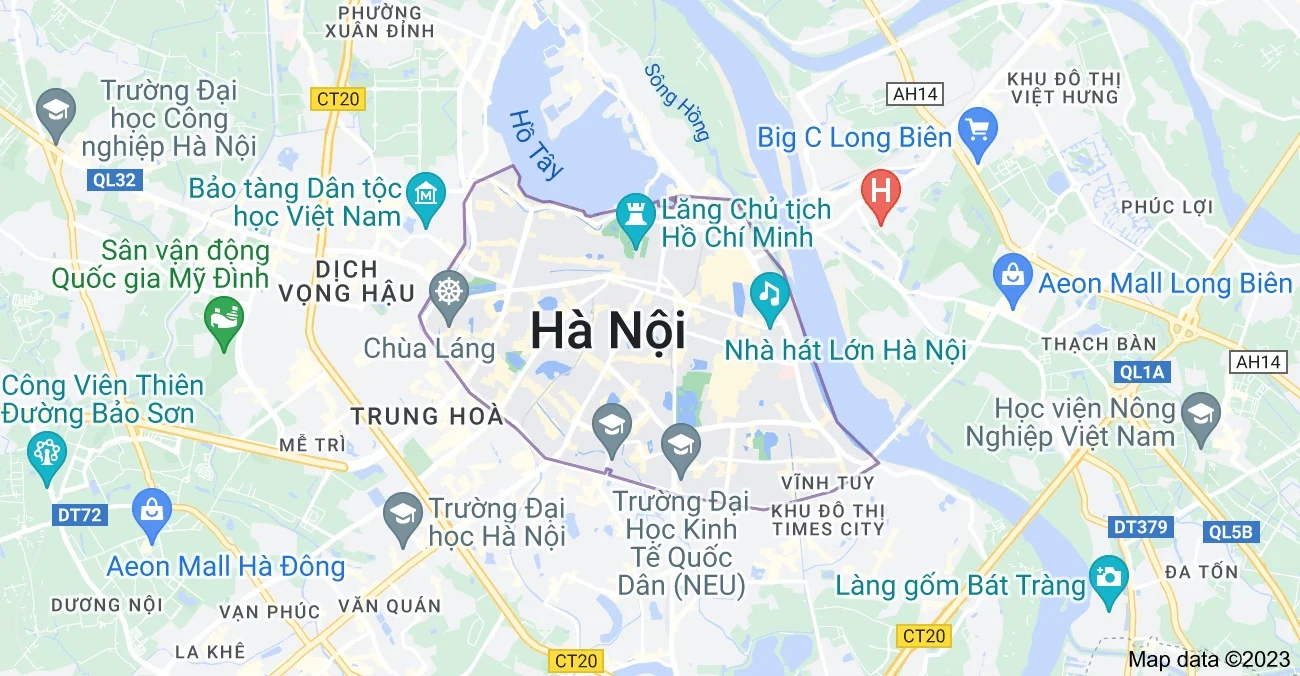 PHƯỜNG
XUÂN ĐỈNH
Trường Đại
học Công
nghiệp Hà Nội
CT20
QL32
Hồ Tây
Sông Hồng
AH14
KHU ĐÔ THỊ
VIỆT HƯNG
Big C Long Biên
H
Bảo tàng Dân tộc
học Việt Nam
Lăng Chủ tịch
Hồ Chí Minh
PHÚC LỢI
Sân vận động
Quốc gia Mỹ Đình
DỊCH
VỌNG HẬU
Aeon Mall Long Biên
Chùa Láng
Hà Nội
Nhà hát Lớn Hà Nội
THẠCH BÀN
AH14
QL1A
Công Viên Thiên
Đường Bảo Sơn
TRUNG HOÀ
MỄ TRÌ
Học viện Nông
Nghiệp Việt Nam
DT72
VĨNH TUY
KHU ĐÔ THỊ
TIMES CITY
Trường Đại
học Hà Nội
Trường Đại
Học Kinh
Tế Quốc
Dân (NEU)
DT379
QL5B
Aeon Mall Hà Đông
Làng gốm Bát Tràng
ĐA TỐN
DƯƠNG NỘI
VẠN PHÚC
VĂN QUÁN
LA KHÊ
CT20
CT20
Map data ©2023